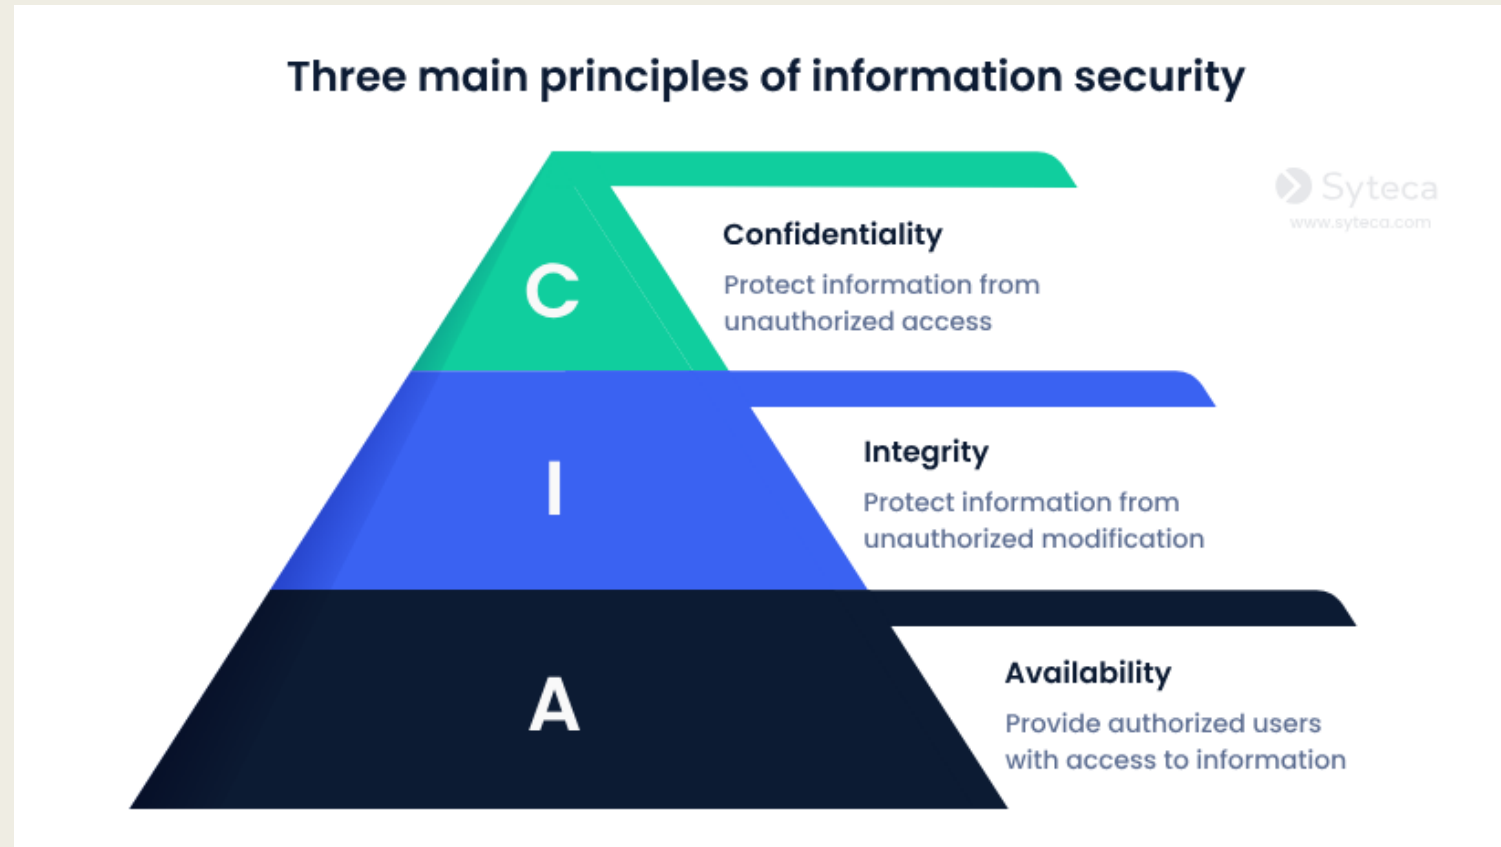 Three main principles of information security
Syteca
www.syteca.com
C
Confidentiality
Protect information from
unauthorized access
I
Integrity
Protect information from
unauthorized modification
A
Availability
Provide authorized users
with access to information